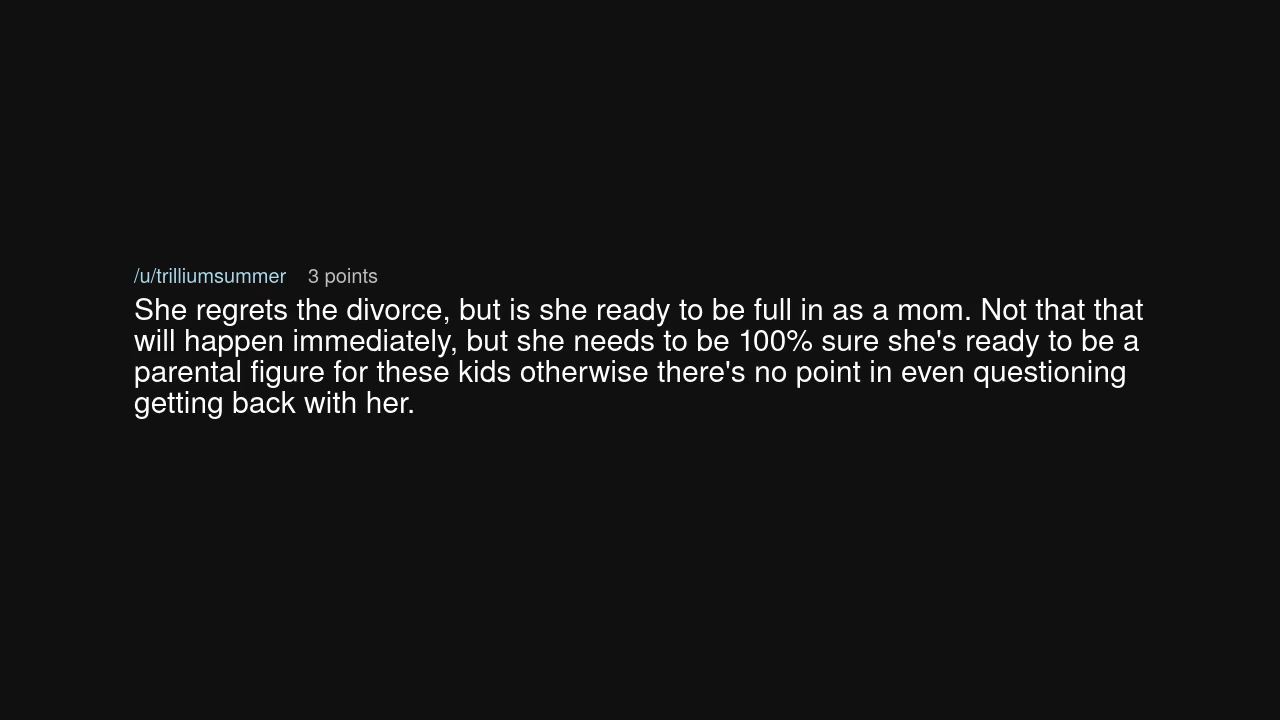 /u/trilliumsummer 3 points
She regrets the divorce, but is she ready to be full in as a mom. Not that that
will happen immediately, but she needs to be 100% sure she's ready to be a
parental figure for these kids otherwise there's no point in even questioning
getting back with her.